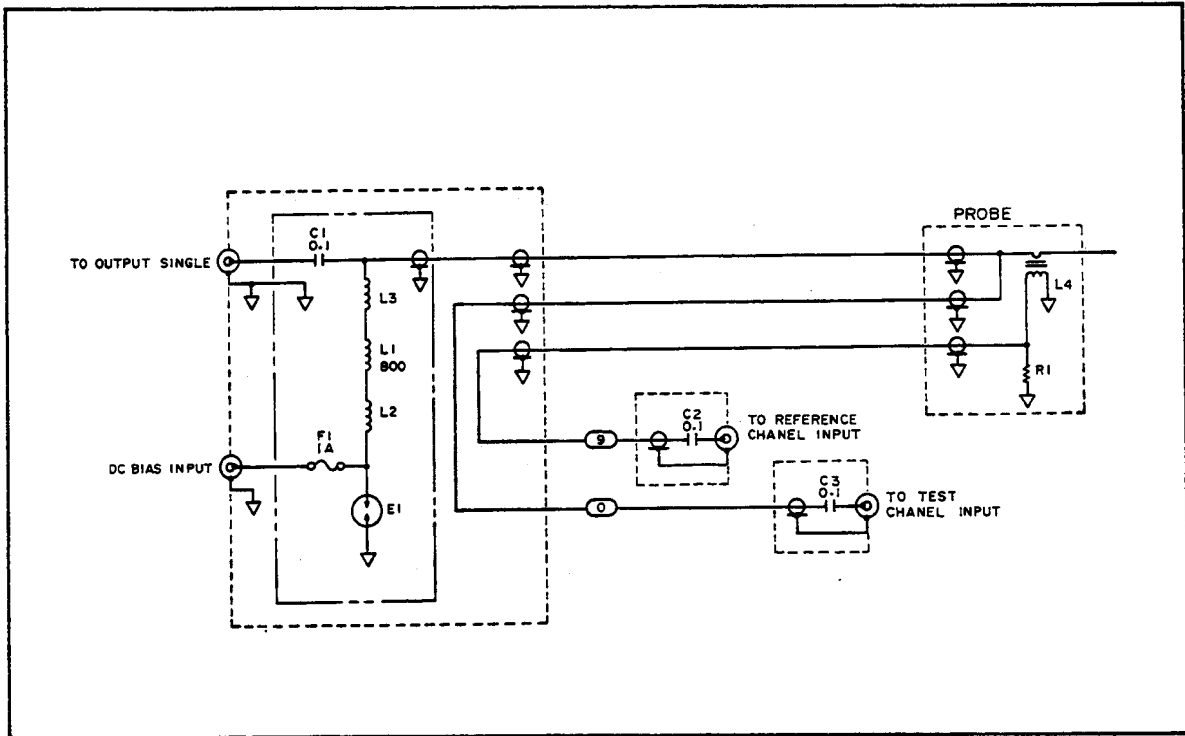 PROBE
C1
0.1
TO OUTPUT SINGLE
L3
L4
L1
800
R1
L2
C2
0.1
TO REFERENCE
CHANEL INPUT
9
F1
1A
DC BIAS INPUT
C3
0.1
TO TEST
CHANEL INPUT
0
E1